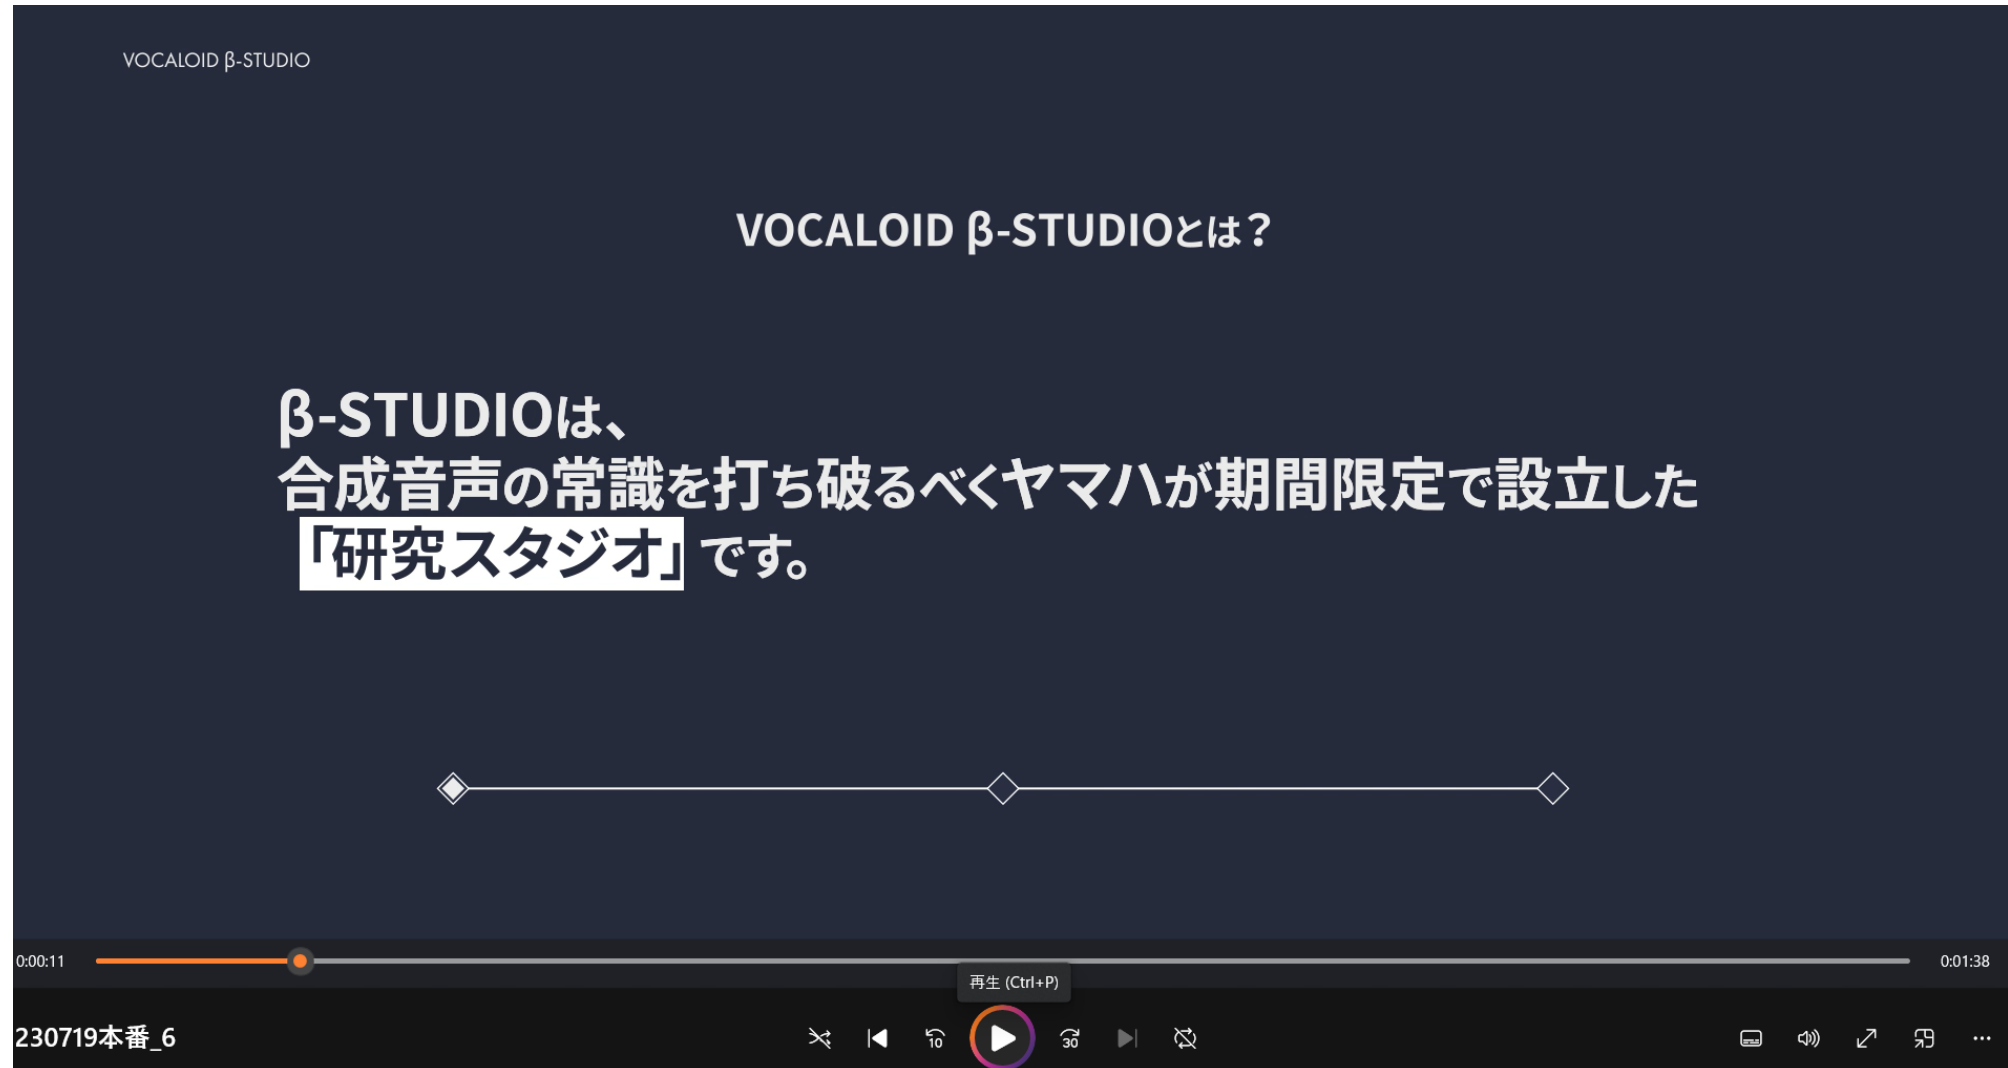 VOCALOID β-STUDIO
VOCALOID β-STUDIOとは？
β-STUDIOは、
合成音声の常識を打ち破るべくヤマハが期間限定で設立した
「研究スタジオ」です。
0:00:11
0:01:38
再生 (Ctrl+P)
230719本番_6
10
30